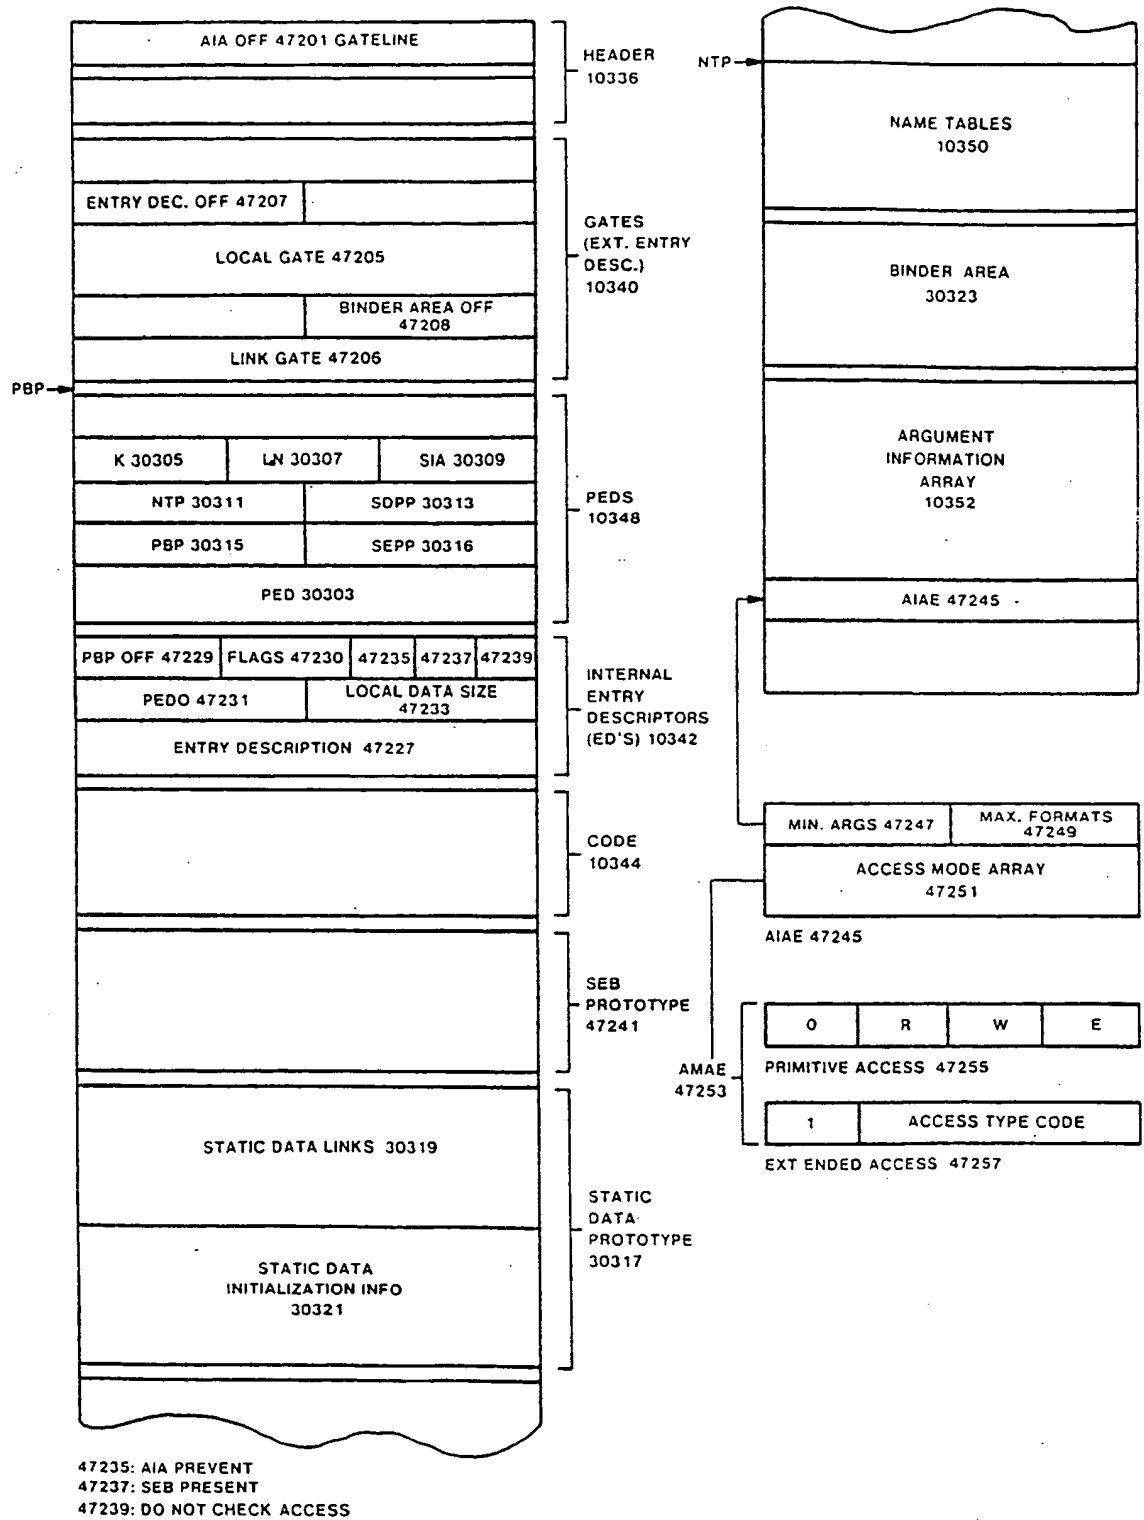 AIA OFF 47201 GATELINE
HEADER
10336
ENTRY DEC. OFF 47207
LOCAL GATE 47205
BINDER AREA OFF
47208
LINK GATE 47206
GATES
(EXT. ENTRY
DESC.)
10340
PBP
K 30305
LN 30307
SIA 30309
NTP 30311
SDPP 30313
PBP 30315
SEPP 30316
PED 30303
PEDS
10348
PBP OFF 47229
FLAGS 47230
47235
47237
47239
PEDO 47231
LOCAL DATA SIZE
47233
ENTRY DESCRIPTION 47227
INTERNAL
ENTRY
DESCRIPTORS
(ED'S) 10342
CODE
10344
SEB
PROTOTYPE
47241
STATIC DATA LINKS 30319
STATIC DATA
INITIALIZATION INFO
30321
STATIC
DATA
PROTOTYPE
30317
47235: AIA PREVENT
47237: SEB PRESENT
47239: DO NOT CHECK ACCESS
NTP
NAME TABLES
10350
BINDER AREA
30323
ARGUMENT
INFORMATION
ARRAY
10352
AIAE 47245
MIN. ARGS 47247
MAX. FORMATS
47249
ACCESS MODE ARRAY
47251
AIAE 47245
AMAE
47253
O
R
W
E
PRIMITIVE ACCESS 47255
1
ACCESS TYPE CODE
EXT ENDED ACCESS 47257